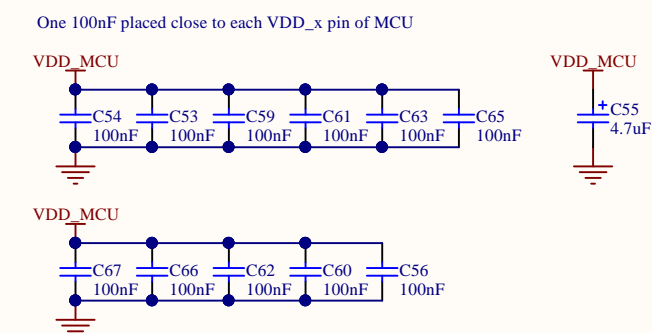 One 100nF placed close to each VDD_x pin of MCU
VDD_MCU
VDD_MCU
C54
C53
C59
C61
C63
C65
+
C55
100nF
100nF
100nF
100nF
100nF
100nF
4.7uF
VDD_MCU
C67
C66
C62
C60
C56
100nF
100nF
100nF
100nF
100nF